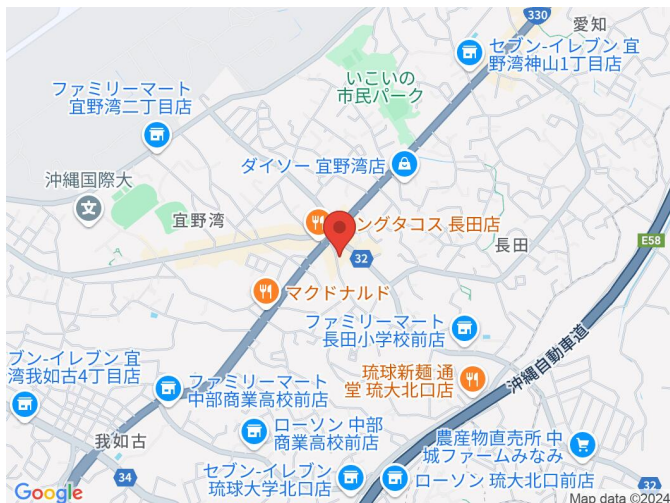 330
愛知
セブン-イレブン 宜
野湾神山1丁目店
ファミリーマート
宜野湾二丁目店
いこいの
市民パーク
ダイソー 宜野湾店
沖縄国際大
宜野湾
ングタコス 長田店
長田
E58
32
マクドナルド
ファミリーマート
長田小学校前店
沖縄自動車道
ブン-イレブン 宜
湾我如古4丁目店
琉球新麺 通
堂 琉大北口店
ファミリーマート
中部商業高校前店
我如古
ローソン 中部
商業高校前店
農産物直売所 中
城ファームみなみ
34
セブン-イレブン
琉球大学北口店
ローソン 琉大北口前店
32
Google
Map data ©2024